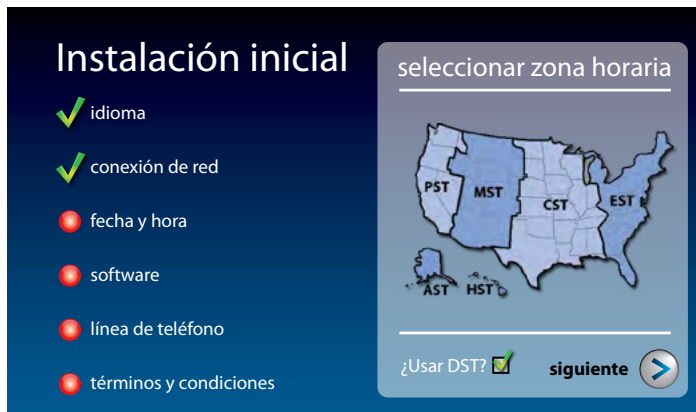 Instalación inicial
idioma
conexión de red
fecha y hora
software
línea de teléfono
términos y condiciones
seleccionar zona horaria
PST
MST
CST
EST
AST
HST
¿Usar DST?
siguiente